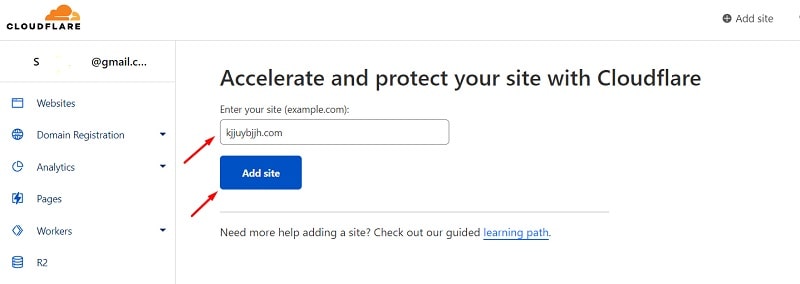 CLOUDFLARE
Add site
S @gmail.c...
Accelerate and protect your site with Cloudflare
Websites
Enter your site (example.com):
Domain Registration
kjjuybjjh.com
Analytics
Add site
Pages
Workers
Need more help adding a site? Check out our guided learning path.
R2